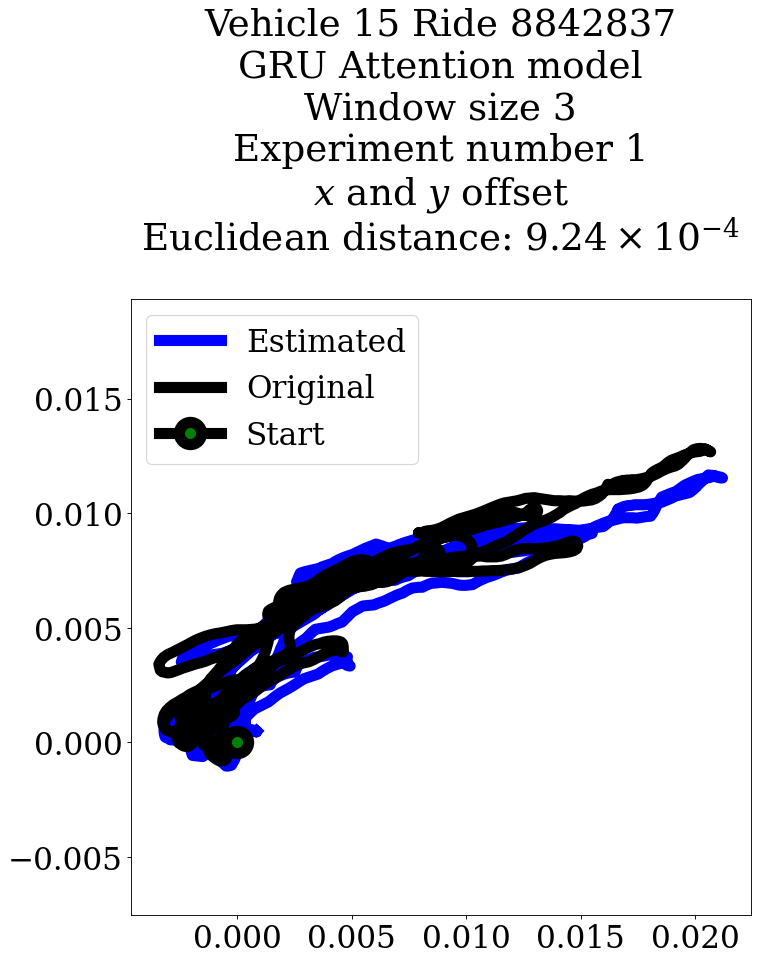 Vehicle 15 Ride 8842837
GRU Attention model
Window size 3
Experiment number 1
x and y offset
Euclidean distance: 9.24 × 10⁻⁴
Estimated
Original
Start
0.015
0.010
0.005
0.000
−0.005
0.000 0.005 0.010 0.015 0.020